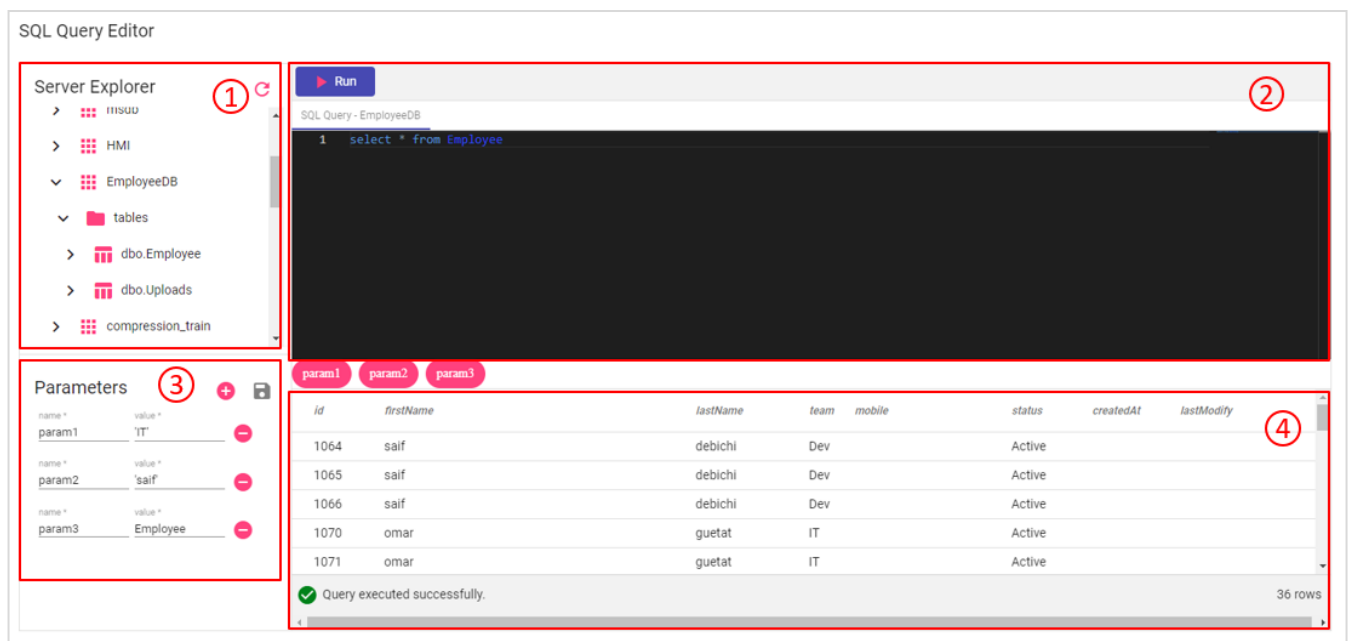 SQL Query Editor
Server Explorer
1
msdb
HMI
EmployeeDB
tables
dbo.Employee
dbo.Uploads
compression_train
Run
2
SQL Query - EmployeeDB
1 select * from Employee
Parameters
3
name * value *
param1 'IT'
name * value *
param2 'saif'
name * value *
param3 Employee
param1 param2 param3
id firstName lastName team mobile status createdAt lastModify
4
1064 saif debichi Dev Active
1065 saif debichi Dev Active
1066 saif debichi Dev Active
1070 omar guetat IT Active
1071 omar guetat IT Active
Query executed successfully. 36 rows